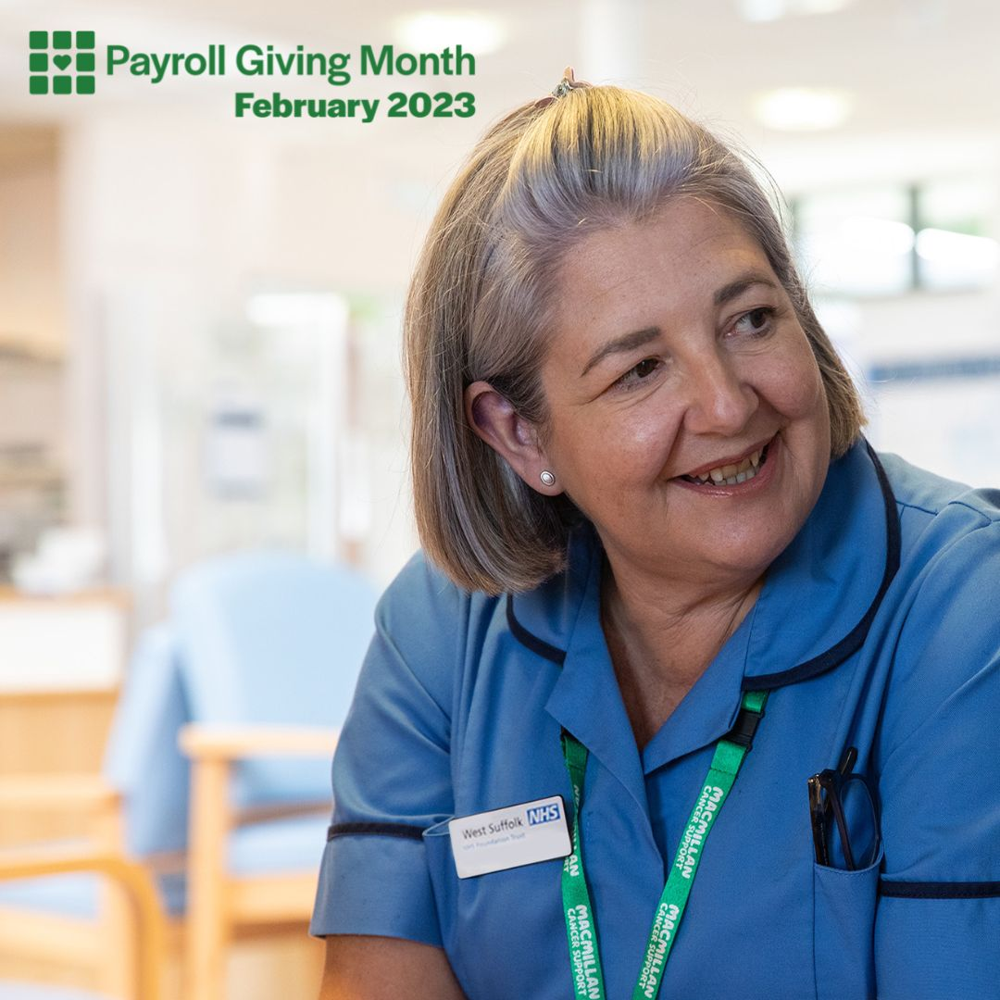 Payroll Giving Month
February 2023
West Suffolk NHS
NHS Foundation Trust
MACMILLAN
CANCER SUPPORT
MACMILLAN
CANCER SUPPORT
MACMILLAN
CANCER SUPPORT